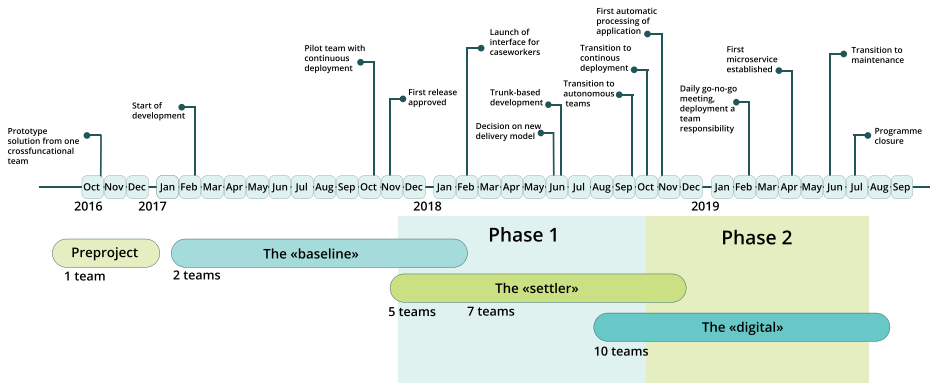 Prototype
solution from one
crossfuncational
team
Start of
development
Pilot team with
continuous
deployment
First release
approved
Launch of
interface for
caseworkers
Trunk-based
development
Decision on new
delivery model
First automatic
processing of
application
Transition to
continous
deployment
Transition to
autonomous
teams
First
microservice
established
Daily go-no-go
meeting,
deployment a
team
responsibility
Transition to
maintenance
Programme
closure
Oct Nov Dec Jan Feb Mar Apr May Jun Jul Aug Sep Oct Nov Dec Jan Feb Mar Apr May Jun Jul Aug Sep Oct Nov Dec Jan Feb Mar Apr May Jun Jul Aug Sep
2016 2017 2018 2019
Phase 1 Phase 2
Preproject The «baseline»
1 team 2 teams
The «settler»
5 teams 7 teams
The «digital»
10 teams